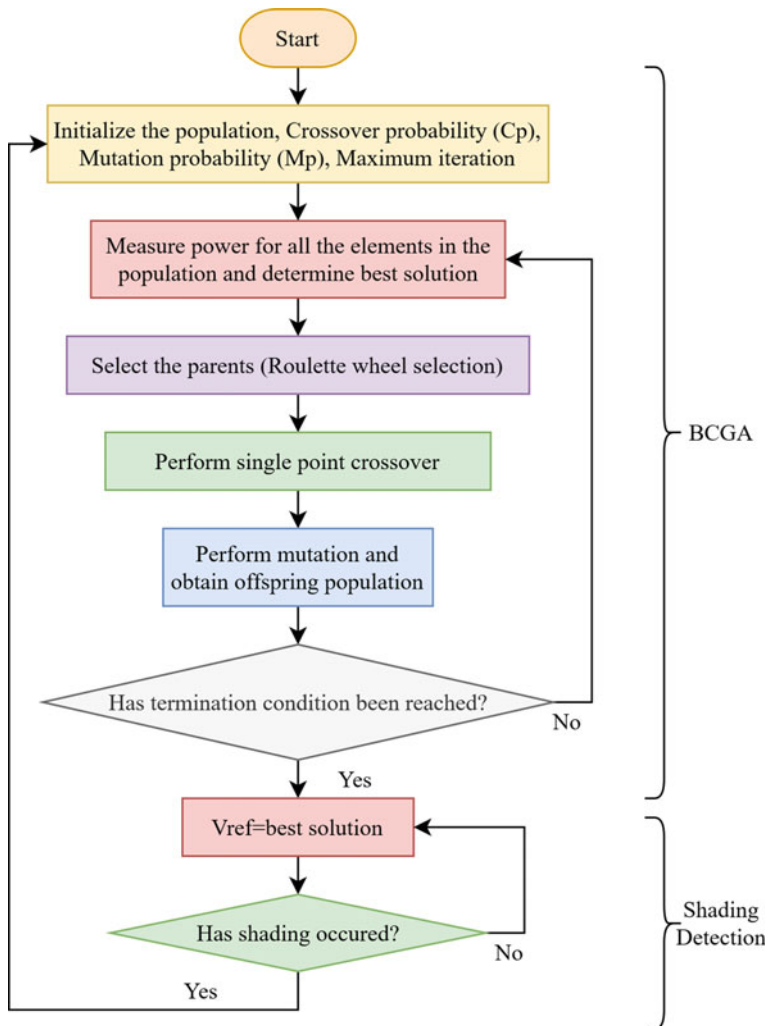 Start
Initialize the population, Crossover probability (Cp),
Mutation probability (Mp), Maximum iteration
Measure power for all the elements in the
population and determine best solution
Select the parents (Roulette wheel selection)
BCGA
Perform single point crossover
Perform mutation and
obtain offspring population
Has termination condition been reached?
No
Yes
Vref=best solution
Has shading occured?
No
Shading
Detection
Yes